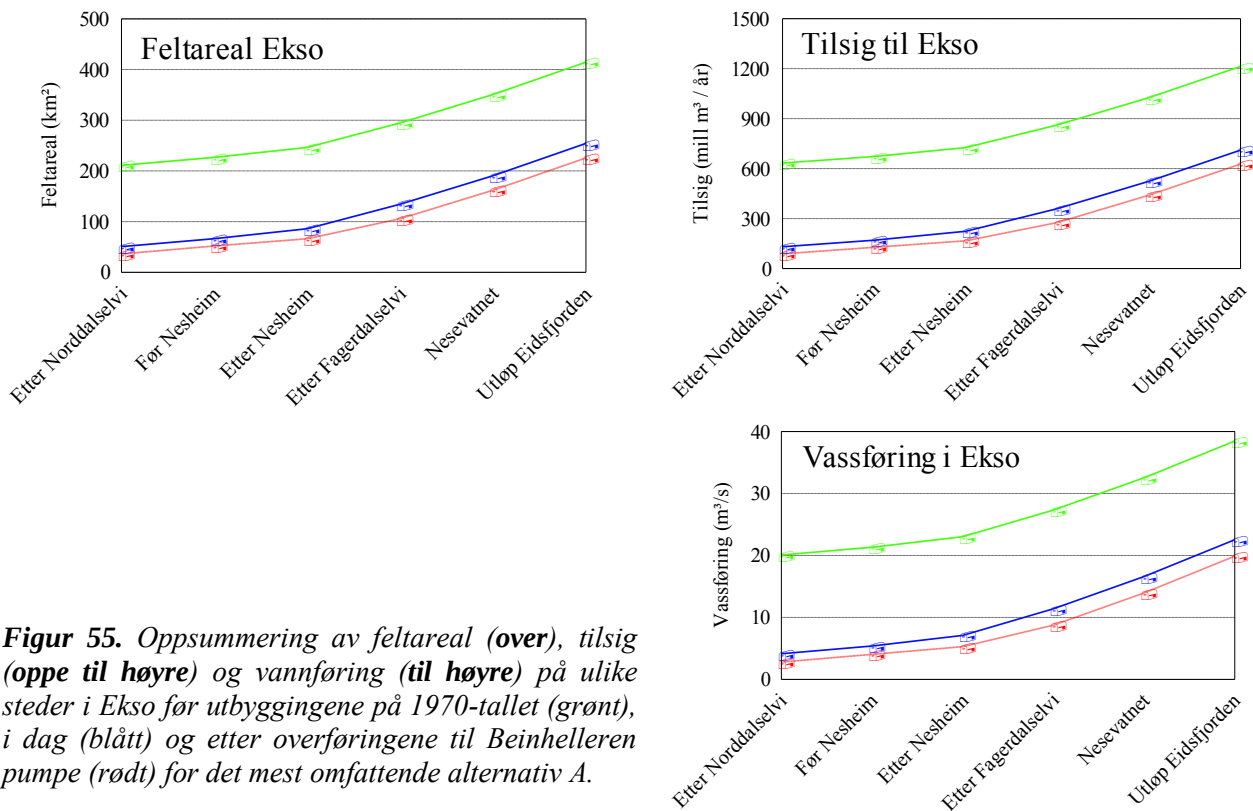 Feltareal Ekso
Feltareal (km²)
500
400
300
200
100
0
Etter Norddalselvi
Før Nesheim
Etter Nesheim
Etter Fagerdalselvi
Nesevatnet
Utløp Eidsfjorden
Tilsig til Ekso
Tilsig (mill m³ / år)
1500
1200
900
600
300
0
Etter Norddalselvi
Før Nesheim
Etter Nesheim
Etter Fagerdalselvi
Nesevatnet
Utløp Eidsfjorden
Vassføring i Ekso
Vassføring (m³/s)
40
30
20
10
0
Etter Norddalselvi
Før Nesheim
Etter Nesheim
Etter Fagerdalselvi
Nesevatnet
Utløp Eidsfjorden
Figur 55. Oppsummering av feltareal (over), tilsig
(oppe til høyre) og vannføring (til høyre) på ulike
steder i Ekso før utbyggingene på 1970-tallet (grønt),
i dag (blått) og etter overføringene til Beinhelleren
pumpe (rødt) for det mest omfattende alternativ A.